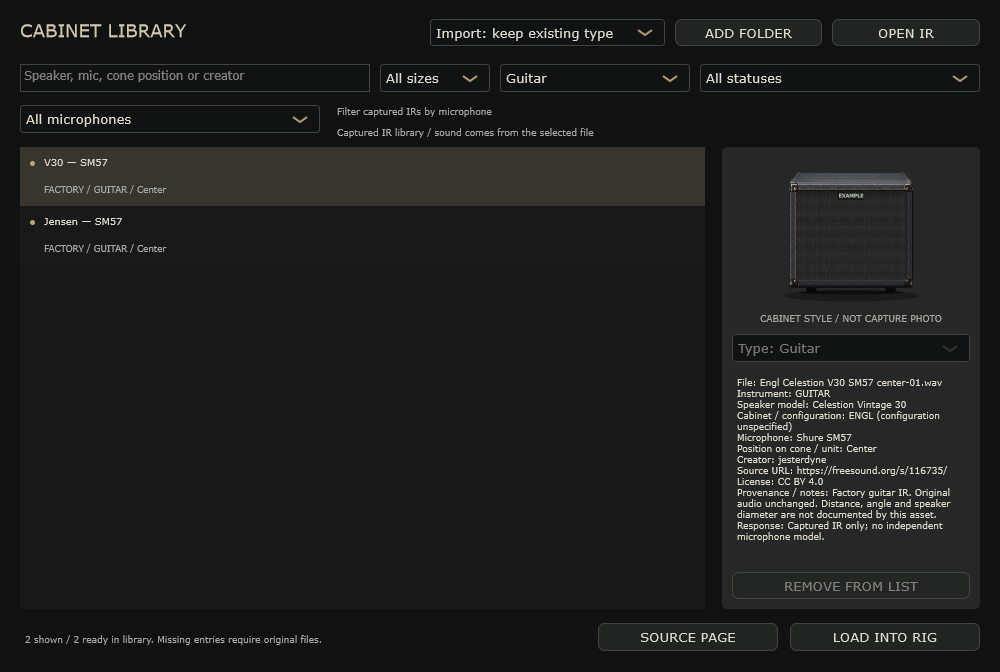 CABINET LIBRARY
Import: keep existing type
ADD FOLDER
OPEN IR
Speaker, mic, cone position or creator
All sizes
Guitar
All statuses
All microphones
Filter captured IRs by microphone
Captured IR library / sound comes from the selected file
V30 — SM57
FACTORY / GUITAR / Center
Jensen — SM57
FACTORY / GUITAR / Center
EXAMPLE
CABINET STYLE / NOT CAPTURE PHOTO
Type: Guitar
File: Engl Celestion V30 SM57 center-01.wav
Instrument: GUITAR
Speaker model: Celestion Vintage 30
Cabinet / configuration: ENGL (configuration
unspecified)
Microphone: Shure SM57
Position on cone / unit: Center
Creator: jesterdyne
Source URL: https://freesound.org/s/116735/
License: CC BY 4.0
Provenance / notes: Factory guitar IR. Original
audio unchanged. Distance, angle and speaker
diameter are not documented by this asset.
Response: Captured IR only; no independent
microphone model.
REMOVE FROM LIST
2 shown / 2 ready in library. Missing entries require original files.
SOURCE PAGE
LOAD INTO RIG